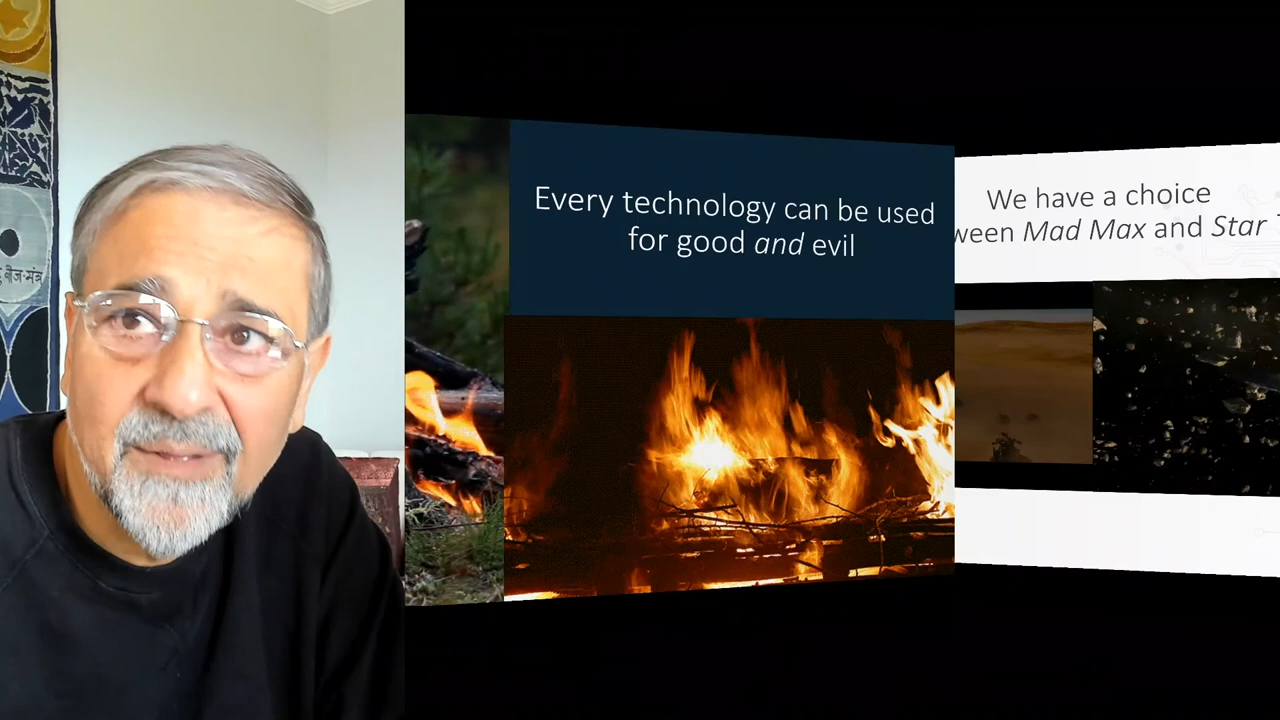 बीज-मंत्र
Every technology can be used
for good and evil
We have a choice
ween Mad Max and Star